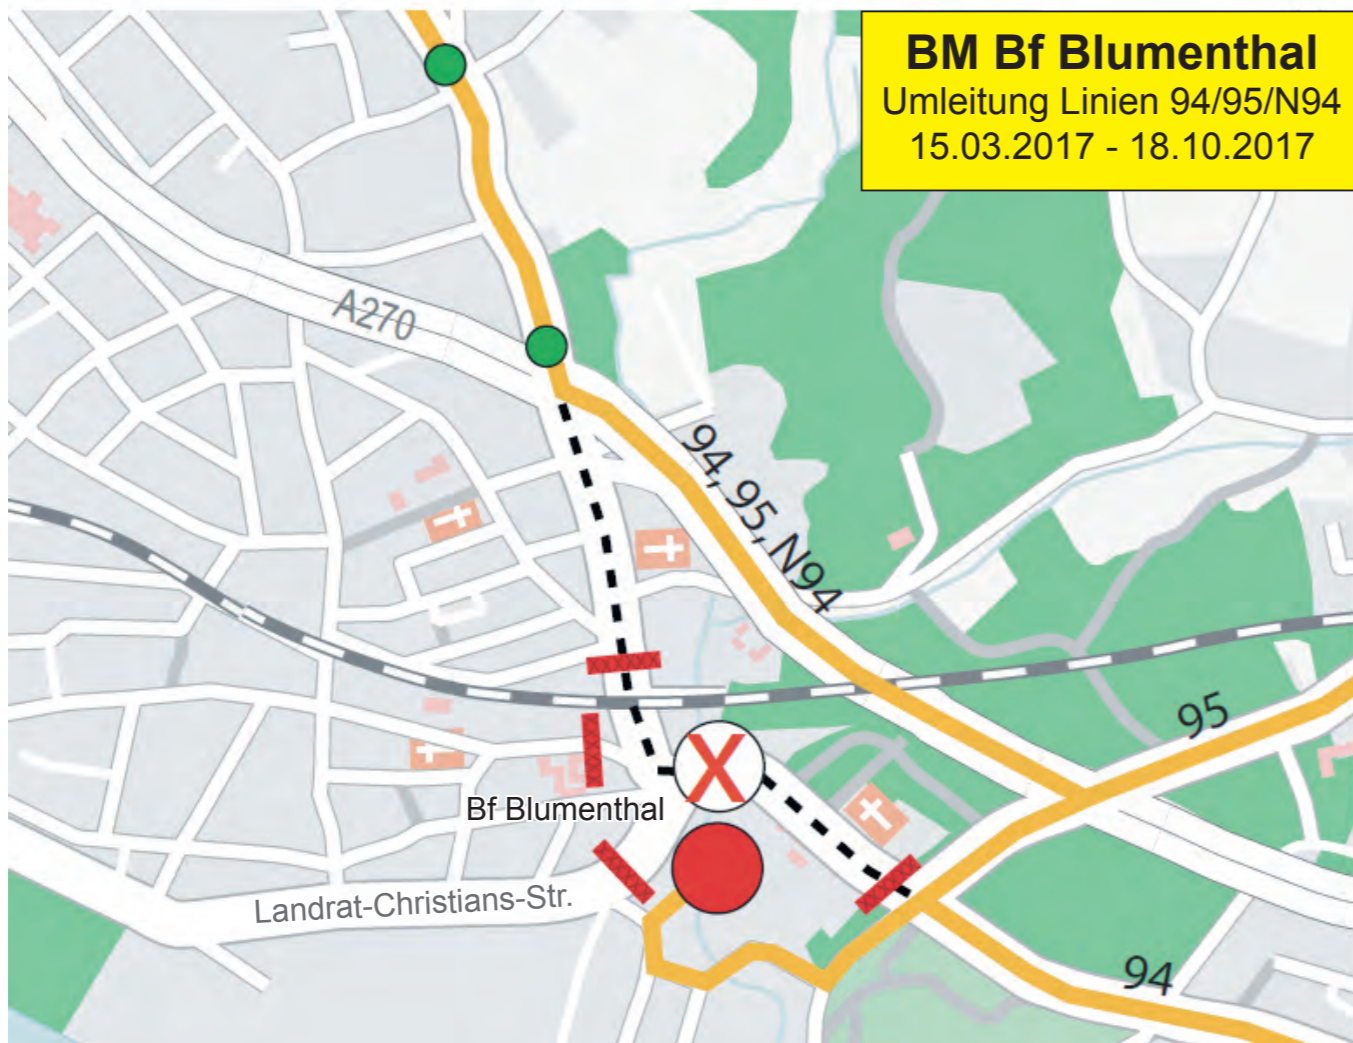 BM Bf Blumenthal
Umleitung Linien 94/95/N94
15.03.2017 - 18.10.2017
A270
94, 95, N94
95
X
Bf Blumenthal
Landrat-Christians-Str.
94